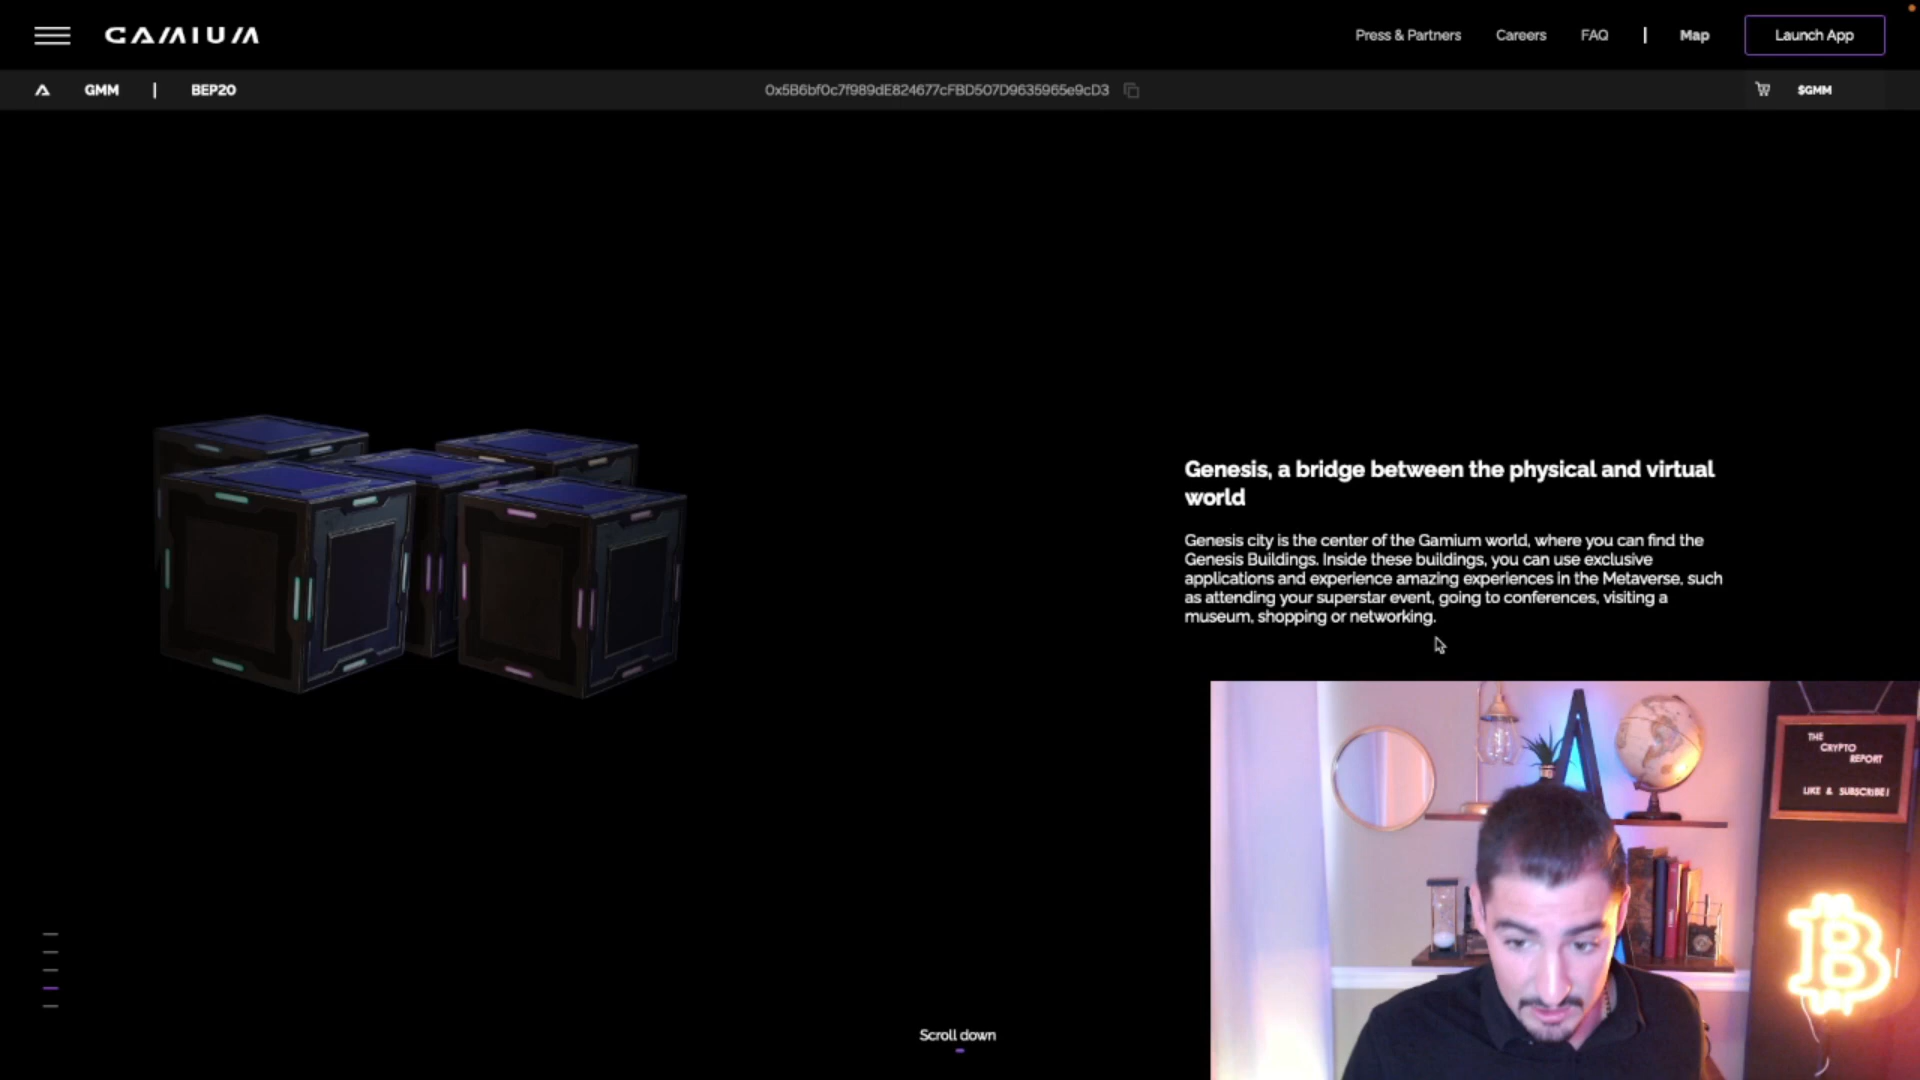 GAMIUM
Press & Partners
Careers
FAQ
|
Map
Launch App
GMM | BEP20
0x5B6bf0c7f989dE824677cFBD507D9635965e9cD3
$GMM
Genesis, a bridge between the physical and virtual
world
Genesis city is the center of the Gamium world, where you can find the
Genesis Buildings. Inside these buildings, you can use exclusive
applications and experience amazing experiences in the Metaverse, such
as attending your superstar event, going to conferences, visiting a
museum, shopping or networking.
THE
CRYPTO
REPORT
LIKE & SUBSCRIBE!
Scroll down